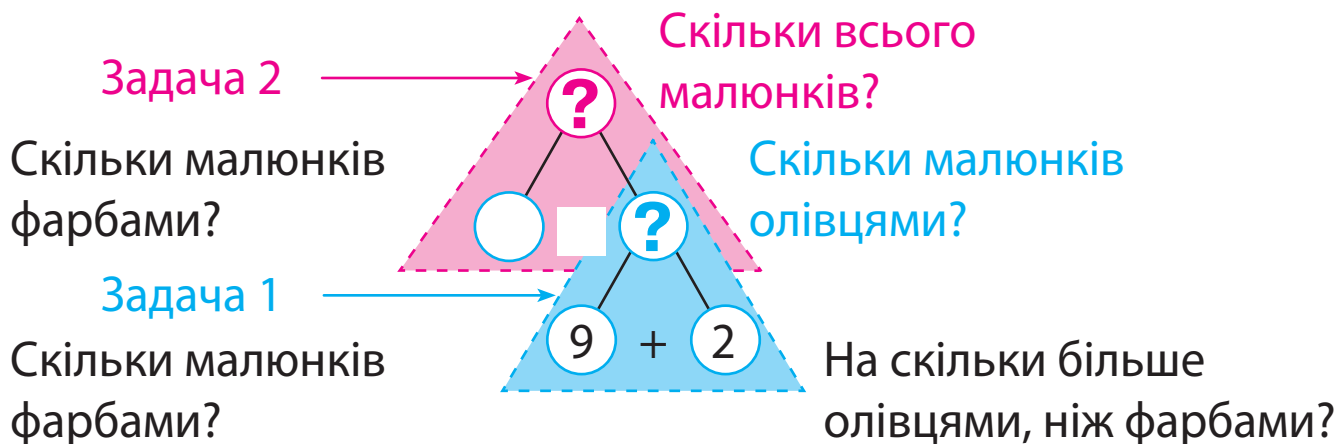 Скільки всього
малюнків?
Задача 2
?
Скільки малюнків
фарбами?
Скільки малюнків
олівцями?
?
Задача 1
9 + 2
Скільки малюнків
фарбами?
На скільки більше
олівцями, ніж фарбами?